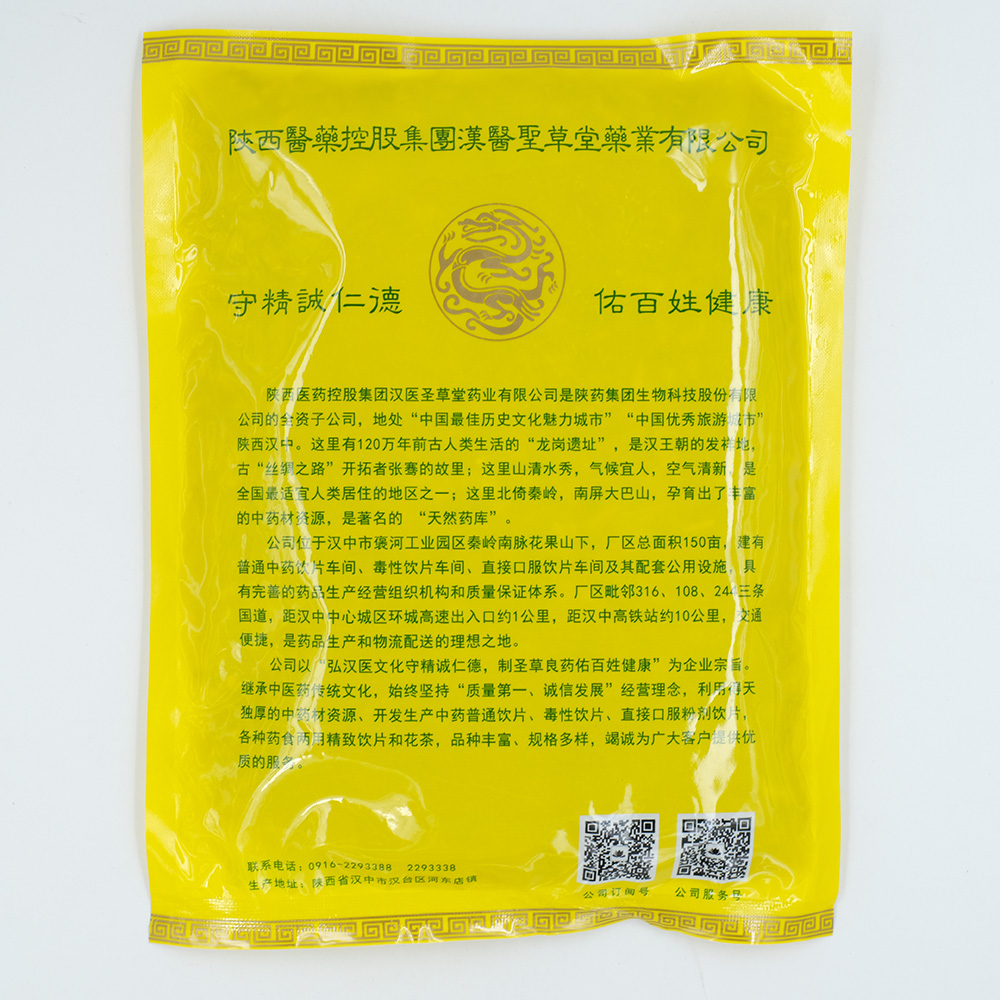 陕西醫藥控股集團漢醫聖草堂藥業有限公司
守精誠仁德
佑百姓健康
陕西医药控股集团汉医圣草堂药业有限公司是陕药集团生物科技股份有限
公司的全资子公司，地处“中国最佳历史文化魅力城市”“中国优秀旅游城市”
陕西汉中。这里有120万年前古人类生活的“龙岗遗址”，是汉王朝的发祥地，
古“丝绸之路”开拓者张骞的故里；这里山清水秀，气候宜人，空气清新，是
全国最适宜人类居住的地区之一；这里北倚秦岭，南屏大巴山，孕育出了丰富
的中药材资源，是著名的 “天然药库”。
公司位于汉中市褒河工业园区秦岭南脉花果山下，厂区总面积150亩，建有
普通中药饮片车间、毒性饮片车间、直接口服饮片车间及其配套公用设施，具
有完善的药品生产经营组织机构和质量保证体系。厂区毗邻316、108、244三条
国道，距汉中中心城区环城高速出入口约1公里，距汉中高铁站约10公里，交通
便捷，是药品生产和物流配送的理想之地。
公司以“弘汉医文化守精诚仁德，制圣草良药佑百姓健康”为企业宗旨。
继承中医药传统文化，始终坚持“质量第一、诚信发展”经营理念，利用得天
独厚的中药材资源、开发生产中药普通饮片、毒性饮片、直接口服粉剂饮片，
各种药食两用精致饮片和花茶，品种丰富、规格多样，竭诚为广大客户提供优
质的服务。
联系电话：0916-2293388 2293338
生产地址：陕西省汉中市汉台区河东店镇
公司订阅号
公司服务号